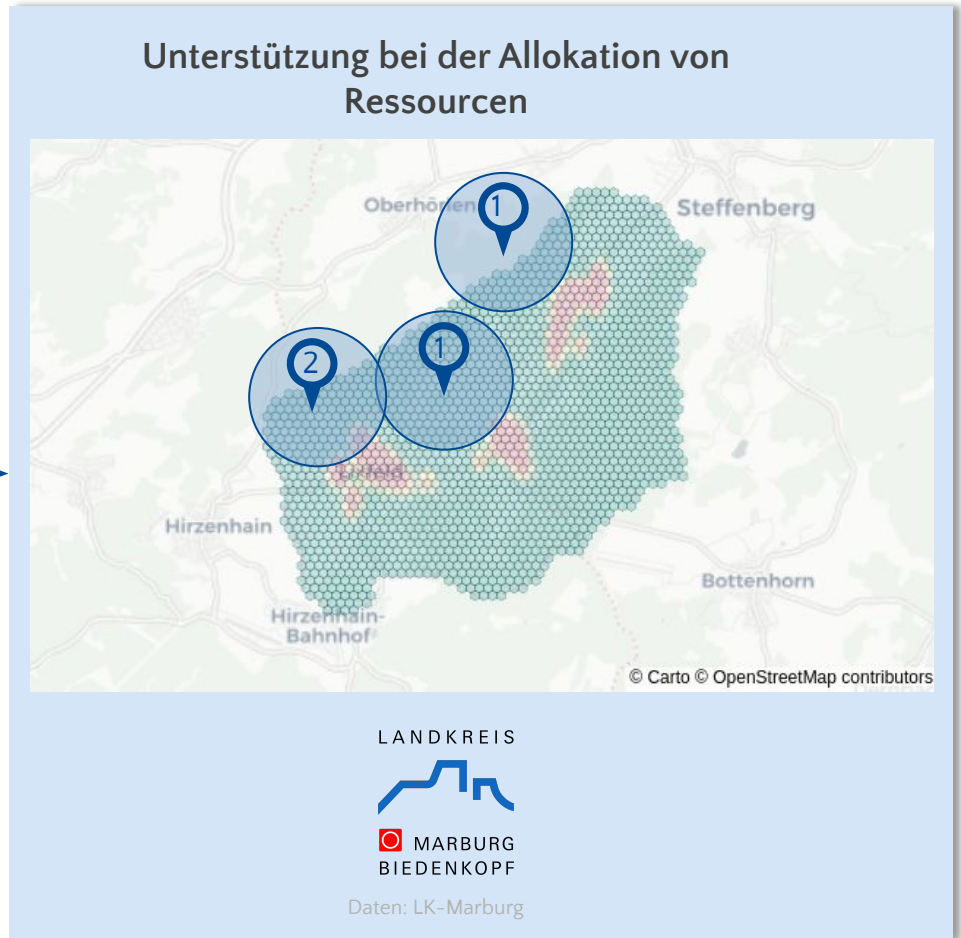 Unterstützung bei der Allokation von
Ressourcen
Oberhörlen
1
Steffenberg
1
2
Hirzenhain
Bottenhorn
Hirzenhain-
Bahnhof
© Carto © OpenStreetMap contributors
LANDKREIS
MARBURG
BIEDENKOPF
Daten: LK-Marburg